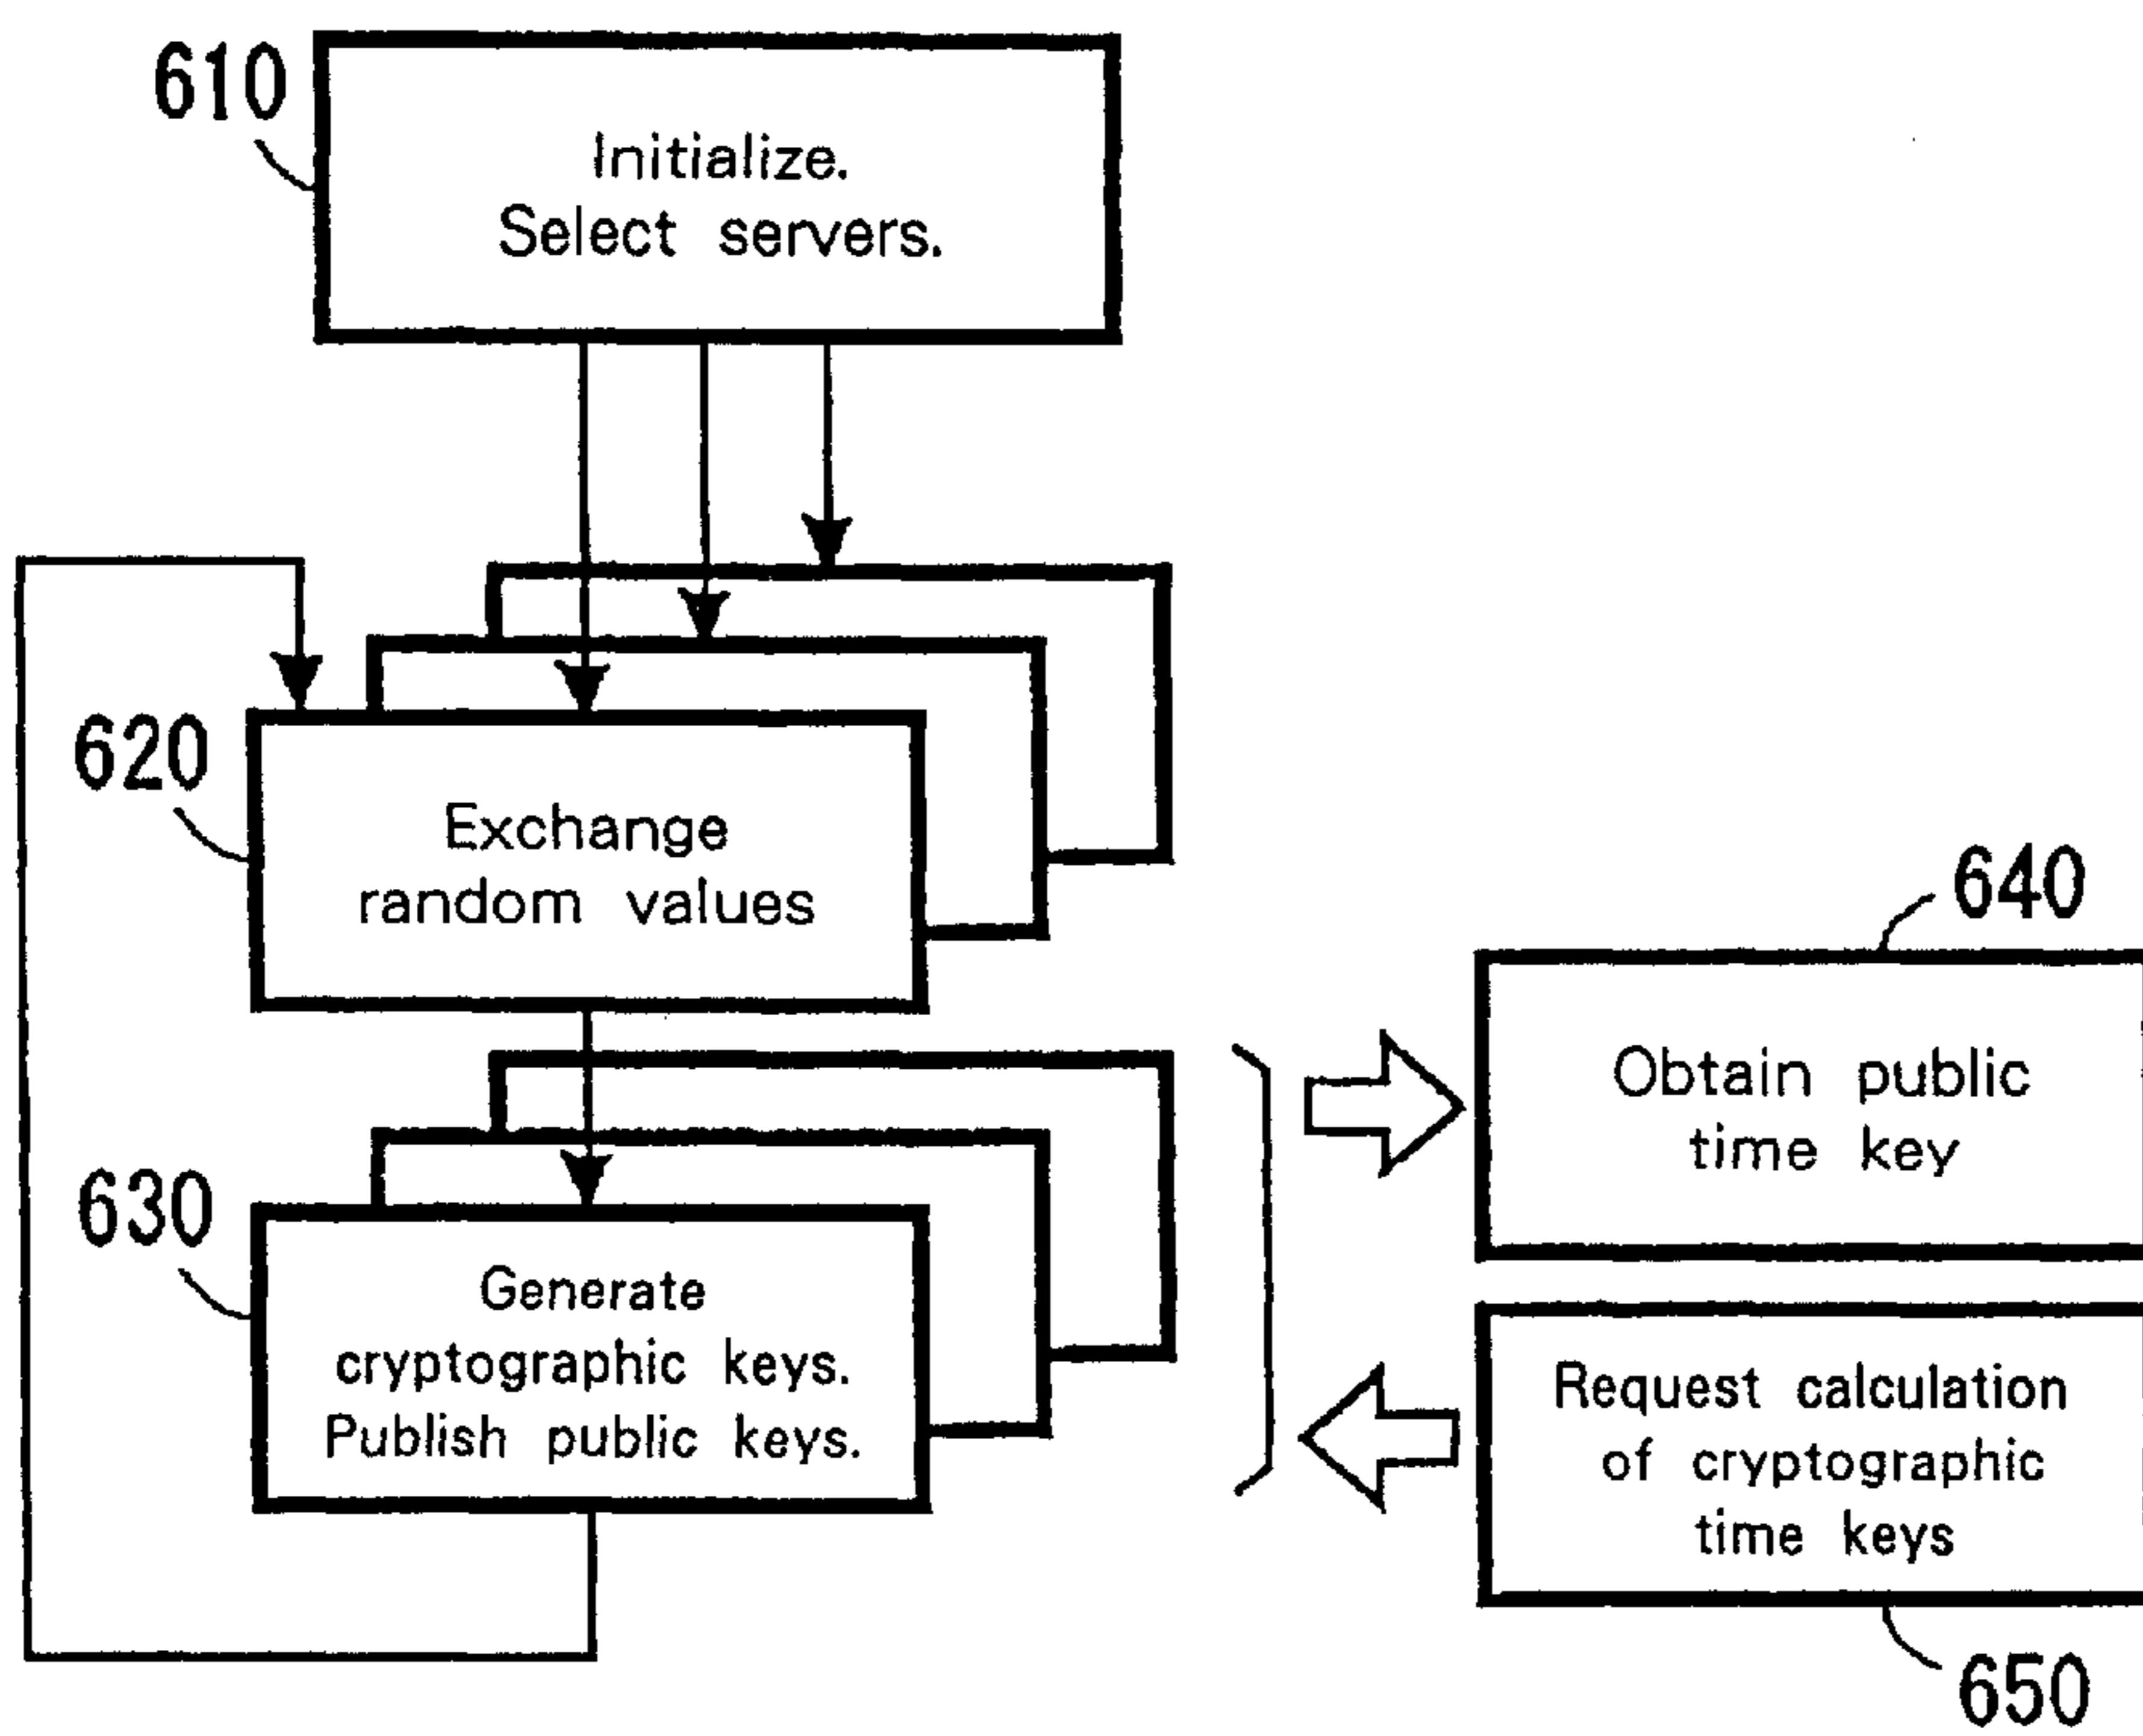 610
Initialize.
Select servers.
620
Exchange
random values
640
Obtain public
time key
630
Generate
cryptographic keys.
Publish public keys.
Request calculation
of cryptographic
time keys
650